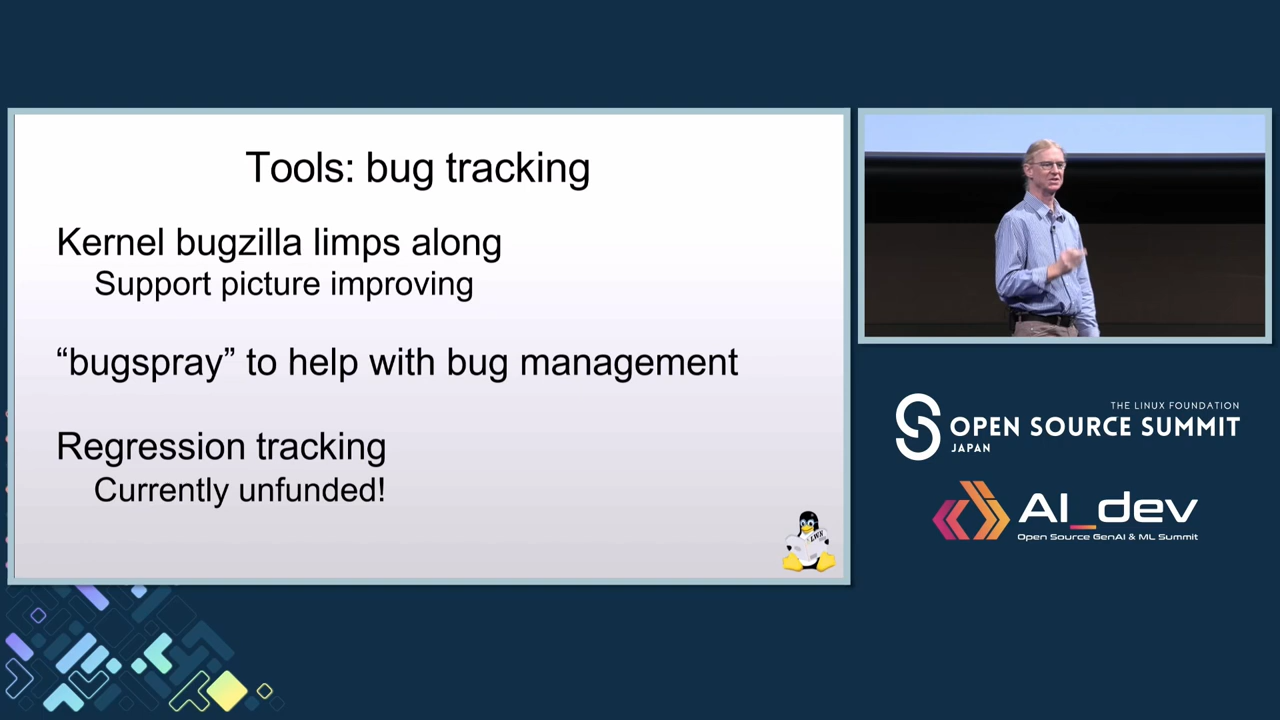 Tools: bug tracking
Kernel bugzilla limps along
Support picture improving
“bugspray” to help with bug management
Regression tracking
Currently unfunded!
LWN
THE LINUX FOUNDATION
OPEN SOURCE SUMMIT
JAPAN
AI_dev
Open Source GenAI & ML Summit